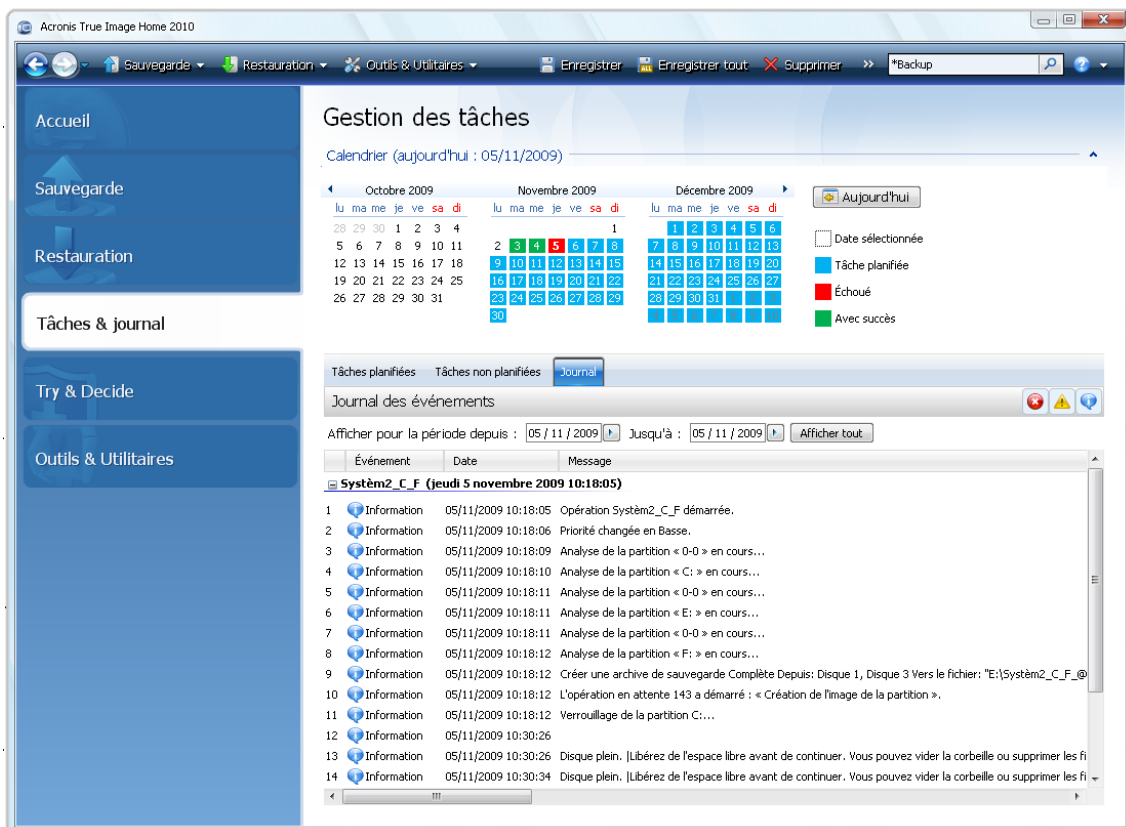 Acronis True Image Home 2010
Sauvegarde Restauration Outils & Utilitaires Enregistrer Enregistrer tout Supprimer >> *Backup
Accueil
Sauvegarde
Restauration
Tâches & journal
Try & Decide
Outils & Utilitaires
Gestion des tâches
Calendrier (aujourd'hui : 05/11/2009)
Octobre 2009
lu ma me je ve sa di
28 29 30 1 2 3 4
5 6 7 8 9 10 11
12 13 14 15 16 17 18
19 20 21 22 23 24 25
26 27 28 29 30 31
Novembre 2009
lu ma me je ve sa di
1
2 3 4 5 6 7 8
9 10 11 12 13 14 15
16 17 18 19 20 21 22
23 24 25 26 27 28 29
30
Décembre 2009
lu ma me je ve sa di
1 2 3 4 5 6
7 8 9 10 11 12 13
14 15 16 17 18 19 20
21 22 23 24 25 26 27
28 29 30 31
Aujourd'hui
Date sélectionnée
Tâche planifiée
Échoué
Avec succès
Tâches planifiées Tâches non planifiées Journal
Journal des événements
Afficher pour la période depuis : 05 / 11 / 2009 Jusqu'à : 05 / 11 / 2009 Afficher tout
Événement Date Message
Systèm2_C_F (jeudi 5 novembre 2009 10:18:05)
1 Information 05/11/2009 10:18:05 Opération Systèm2_C_F démarrée.
2 Information 05/11/2009 10:18:06 Priorité changée en Basse.
3 Information 05/11/2009 10:18:09 Analyse de la partition « 0-0 » en cours...
4 Information 05/11/2009 10:18:10 Analyse de la partition « C: » en cours...
5 Information 05/11/2009 10:18:11 Analyse de la partition « 0-0 » en cours...
6 Information 05/11/2009 10:18:11 Analyse de la partition « E: » en cours...
7 Information 05/11/2009 10:18:11 Analyse de la partition « 0-0 » en cours...
8 Information 05/11/2009 10:18:12 Analyse de la partition « F: » en cours...
9 Information 05/11/2009 10:18:12 Créer une archive de sauvegarde Complète Depuis: Disque 1, Disque 3 Vers le fichier: "E:\Systèm2_C_F_@
10 Information 05/11/2009 10:18:12 L'opération en attente 143 a démarré : « Création de l'image de la partition ».
11 Information 05/11/2009 10:18:12 Verrouillage de la partition C:...
12 Information 05/11/2009 10:30:26
13 Information 05/11/2009 10:30:26 Disque plein. |Libérez de l'espace libre avant de continuer. Vous pouvez vider la corbeille ou supprimer les fi
14 Information 05/11/2009 10:30:34 Disque plein. |Libérez de l'espace libre avant de continuer. Vous pouvez vider la corbeille ou supprimer les fi